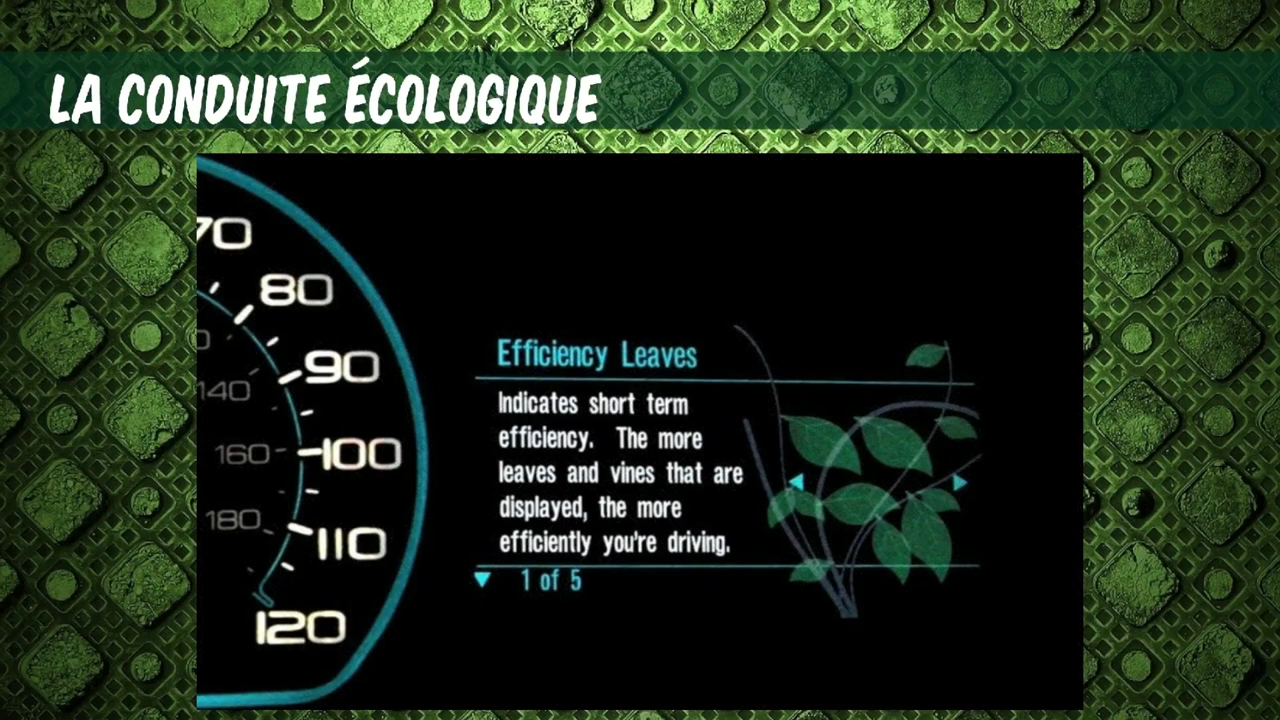 LA CONDUITE ÉCOLOGIQUE
70
80
90
140
100
160
180
110
120
Efficiency Leaves
Indicates short term
efficiency. The more
leaves and vines that are
displayed, the more
efficiently you're driving.
1 of 5